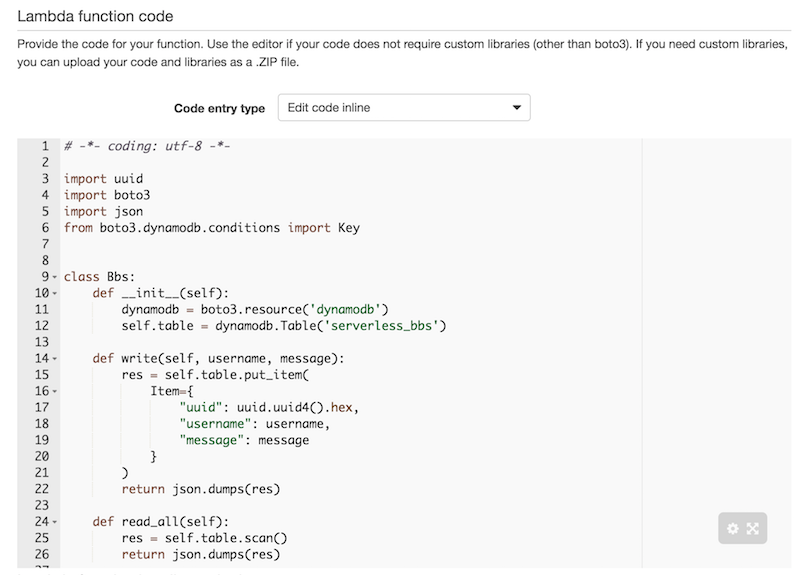 Lambda function code
Provide the code for your function. Use the editor if your code does not require custom libraries (other than boto3). If you need custom libraries,
you can upload your code and libraries as a .ZIP file.
Code entry type Edit code inline
1 # -*- coding: utf-8 -*-
2
3 import uuid
4 import boto3
5 import json
6 from boto3.dynamodb.conditions import Key
7
8
9 class Bbs:
10     def __init__(self):
11         dynamodb = boto3.resource('dynamodb')
12         self.table = dynamodb.Table('serverless_bbs')
13
14     def write(self, username, message):
15         res = self.table.put_item(
16             Item={
17                 "uuid": uuid.uuid4().hex,
18                 "username": username,
19                 "message": message
20             }
21         )
22         return json.dumps(res)
23
24     def read_all(self):
25         res = self.table.scan()
26         return json.dumps(res)